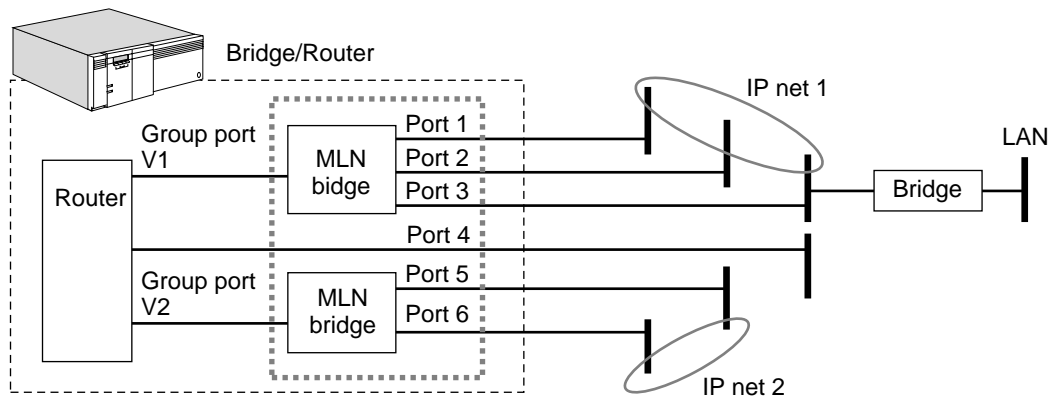 Bridge/Router
IP net 1
Group port
V1
MLN
bidge
Port 1
Port 2
Port 3
LAN
Bridge
Router
Port 4
Group port
V2
MLN
bridge
Port 5
Port 6
IP net 2